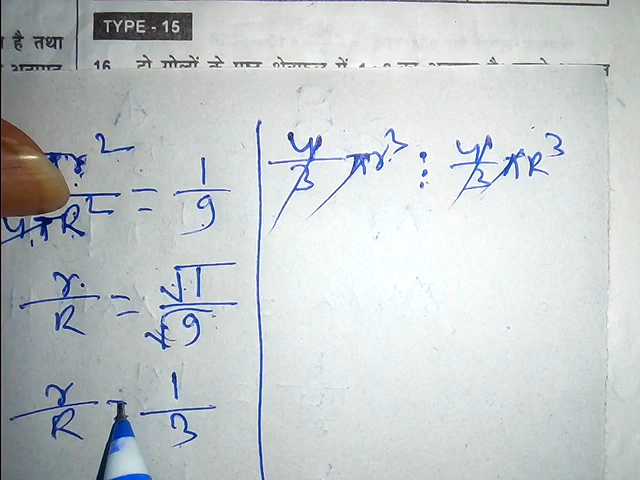 TYPE - 15
है तथा
16. दो गोलों के
πr²
4πR² = 1/9
r/R = √1/√9
r/R = 1/3
4/3 πr³ : 4/3 πR³